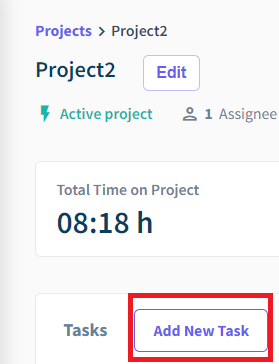 Projects > Project2
Project2 Edit
Active project 1 Assignee
Total Time on Project
08:18 h
Tasks Add New Task